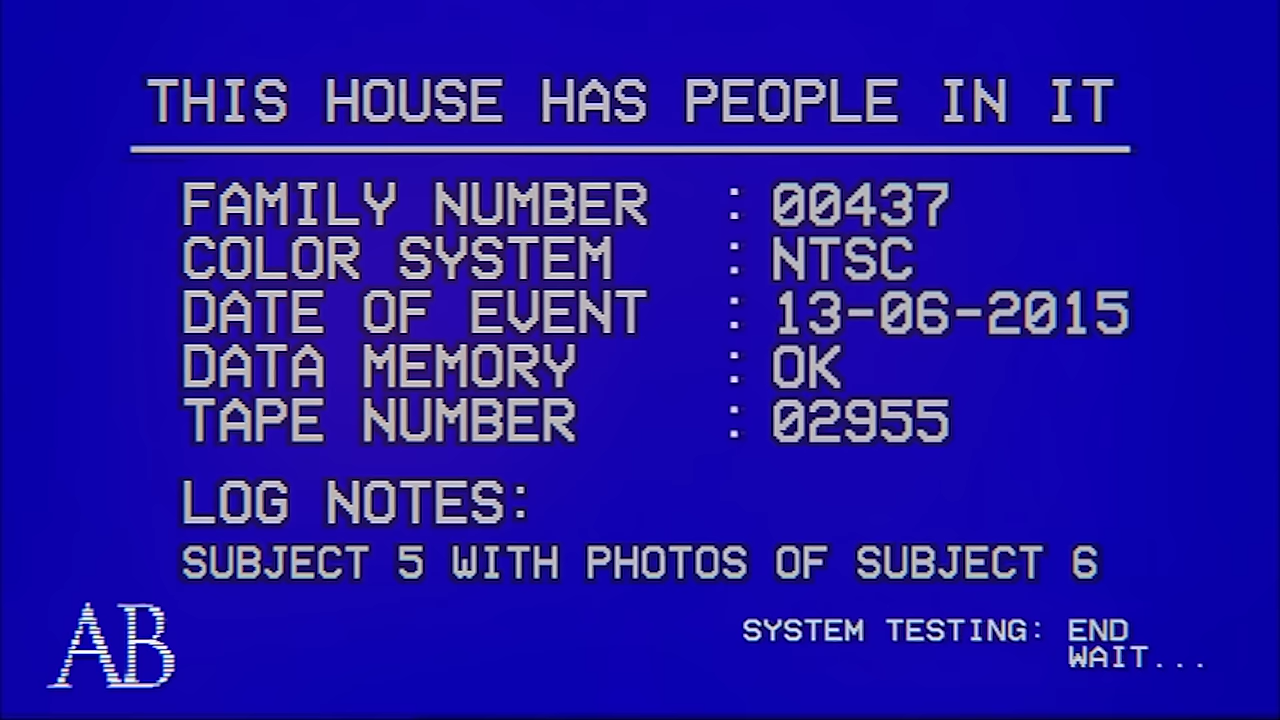 THIS HOUSE HAS PEOPLE IN IT
FAMILY NUMBER : 00437
COLOR SYSTEM : NTSC
DATE OF EVENT : 13-06-2015
DATA MEMORY : OK
TAPE NUMBER : 02955
LOG NOTES:
SUBJECT 5 WITH PHOTOS OF SUBJECT 6
SYSTEM TESTING: END
WAIT...
AB